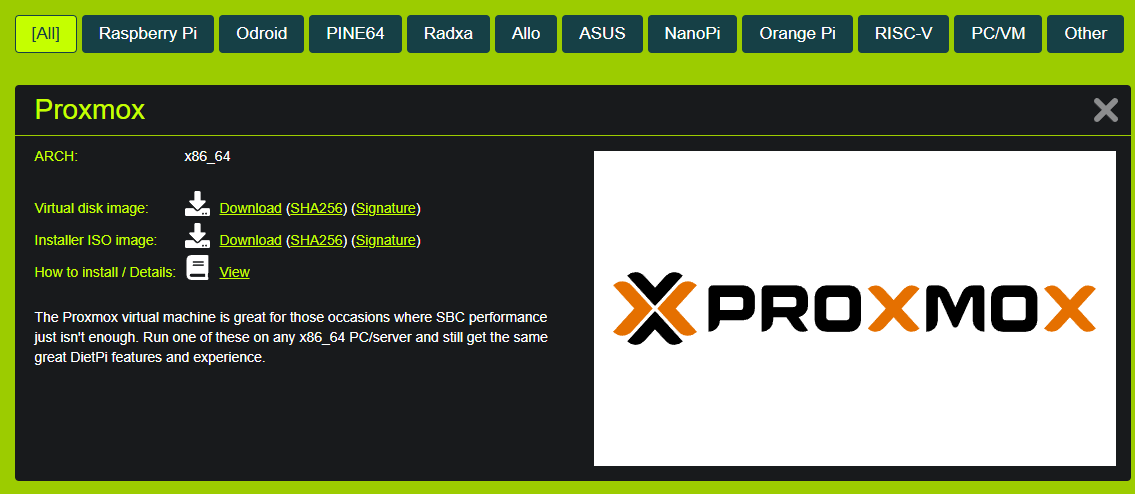 [All] Raspberry Pi Odroid PINE64 Radxa Allo ASUS NanoPi Orange Pi RISC-V PC/VM Other
Proxmox
ARCH: x86_64
Virtual disk image: Download (SHA256) (Signature)
Installer ISO image: Download (SHA256) (Signature)
How to install / Details: View
The Proxmox virtual machine is great for those occasions where SBC performance
just isn't enough. Run one of these on any x86_64 PC/server and still get the same
great DietPi features and experience.
PROXMOX